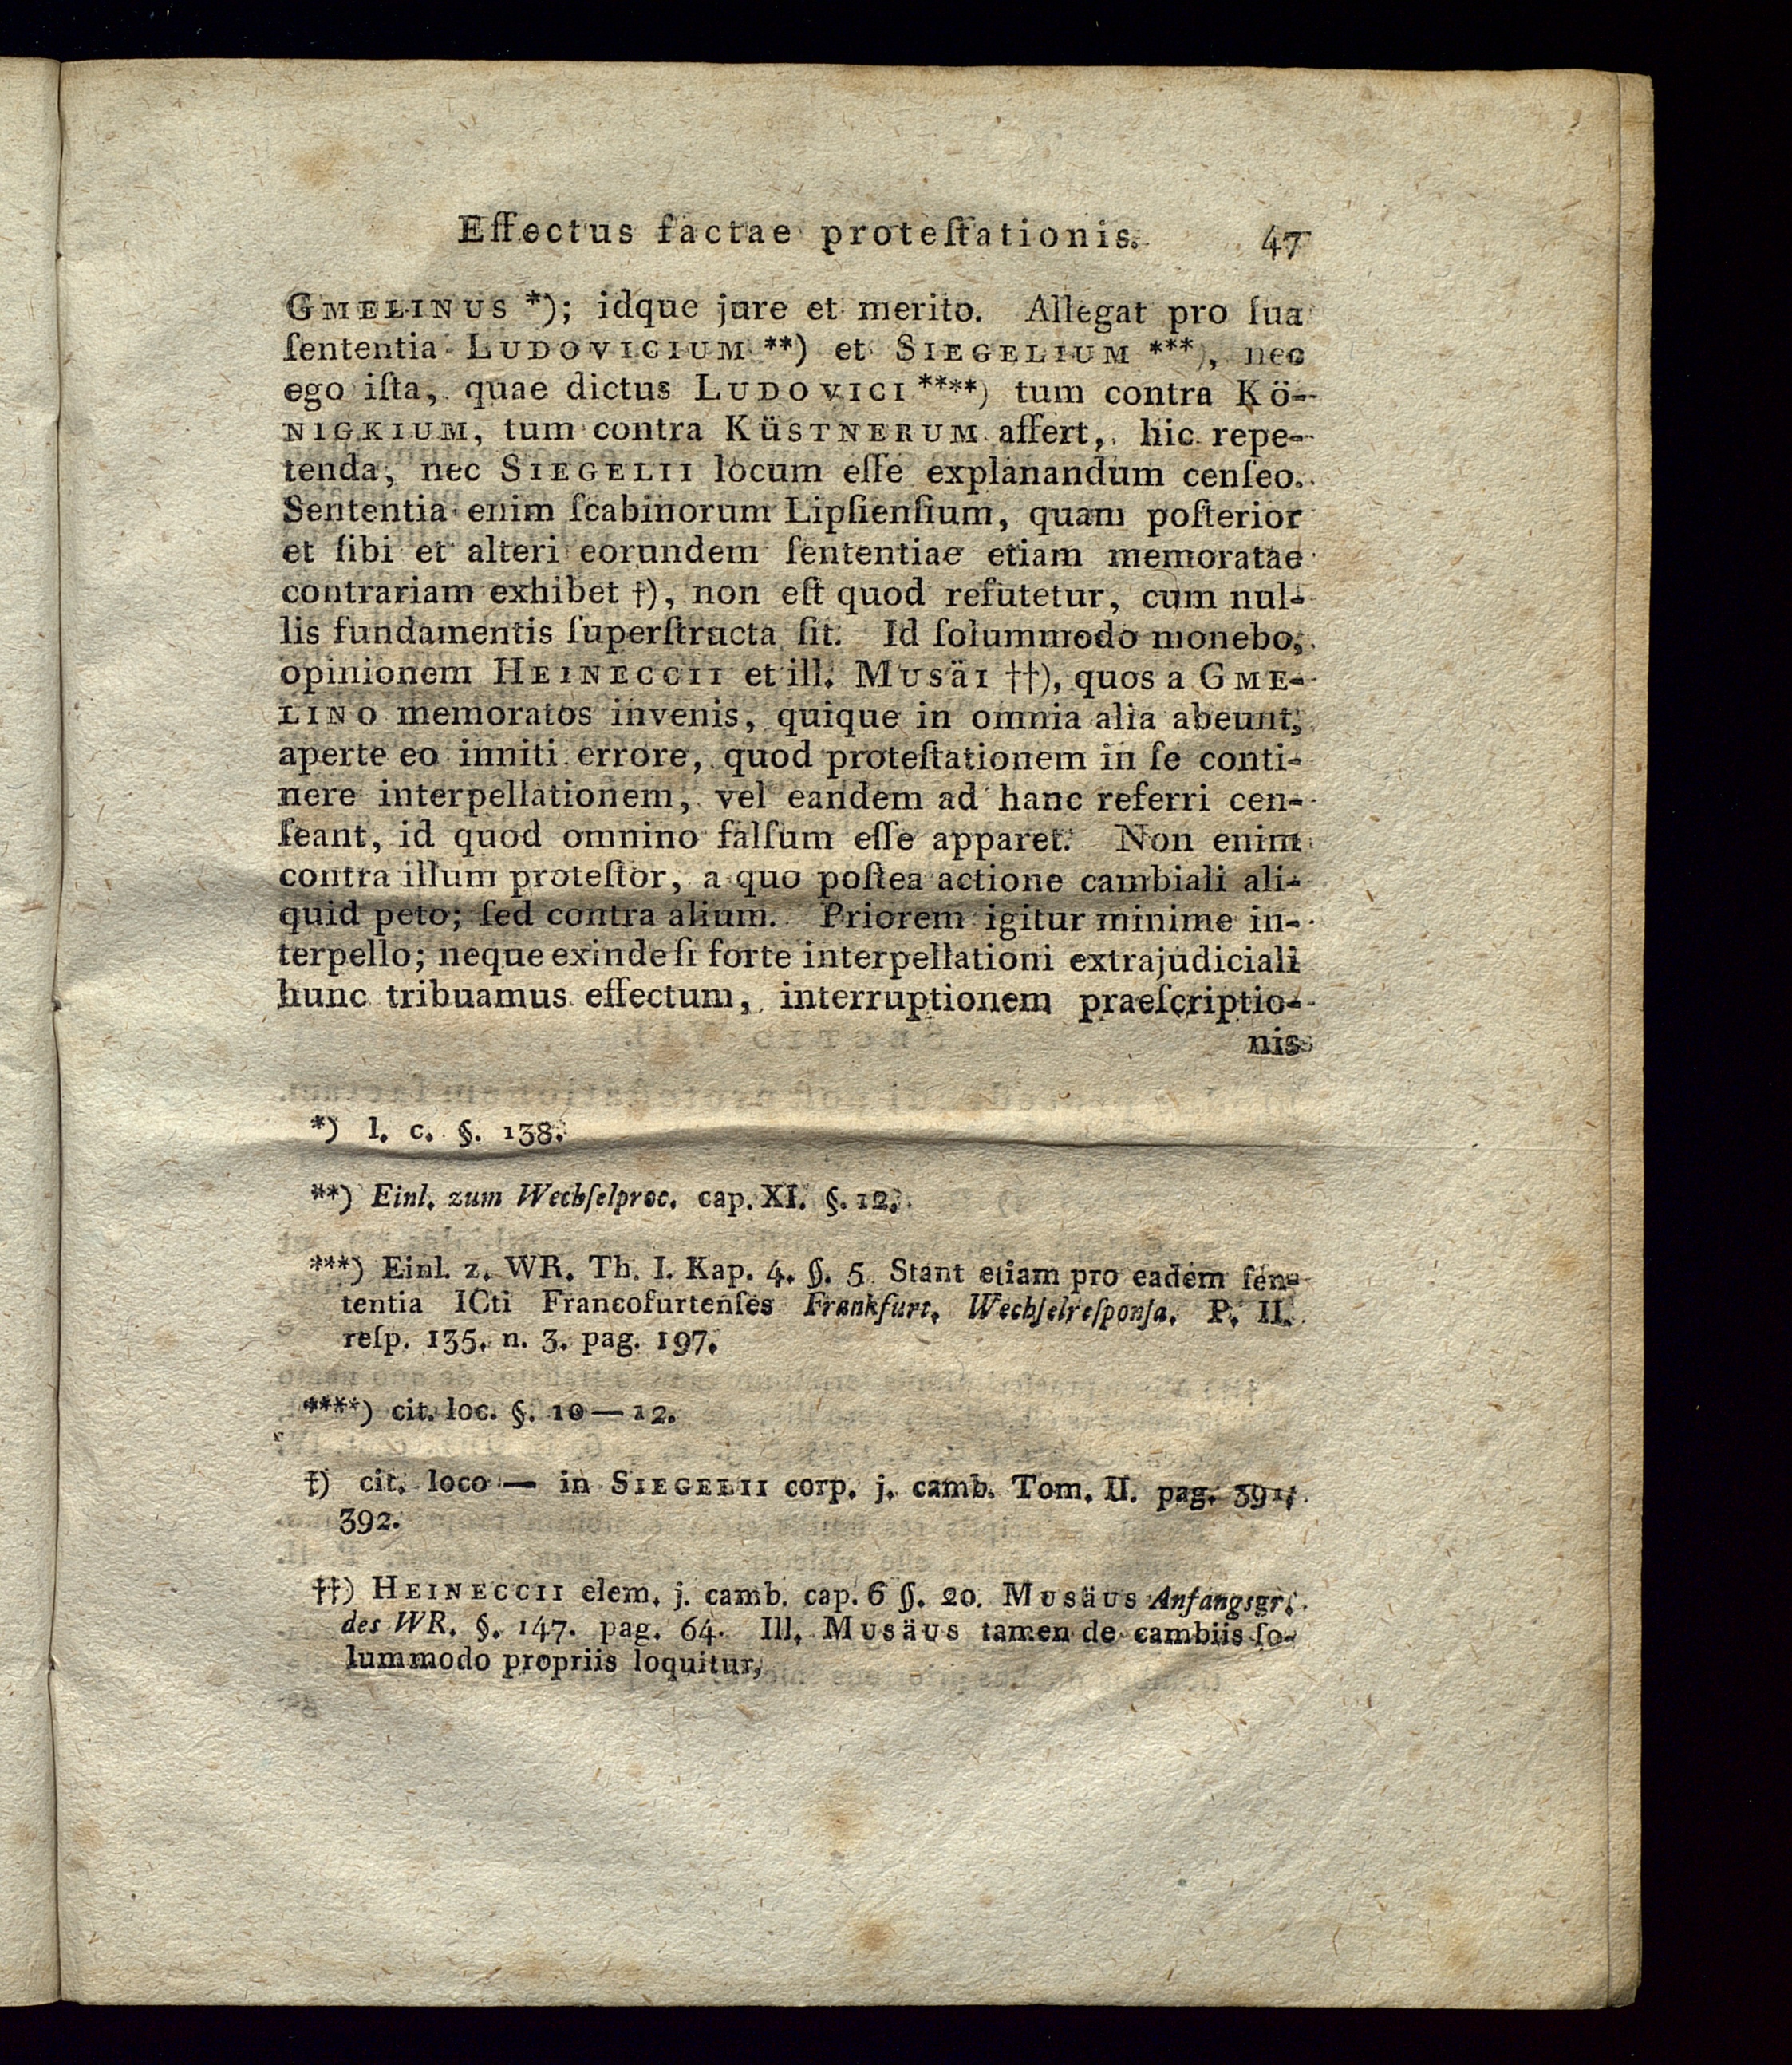 Effectus factae proteſtationis. 47
GMELINUS *); idque jure et merito. Allegat pro ſua
ſententia LUDOVICIUM **) et SIEGELIUM ***), nec
ego iſta, quae dictus LUDOVICI ****) tum contra KÖ-
NIGKIUM, tum contra KÜSTNERUM affert, hic repe-
tenda, nec SIEGELII locum eſſe explanandum cenſeo.
Sententia enim ſcabinorum Lipſienſium, quam poſterior
et ſibi et alteri eorundem ſententiae etiam memoratae
contrariam exhibet †), non eſt quod refutetur, cum nul-
lis fundamentis ſuperſtructa ſit. Id ſolummodo monebo,
opinionem HEINECCII et ill. MUSÄI ††), quos a GME-
LINO memoratos invenis, quique in omnia alia abeunt,
aperte eo inniti errore, quod proteſtationem in ſe conti-
nere interpellationem, vel eandem ad hanc referri cen-
ſeant, id quod omnino falſum eſſe apparet. Non enim
contra illum proteſtor, a quo poſtea actione cambiali ali-
quid peto; ſed contra alium. Priorem igitur minime in-
terpello; neque exinde ſi forte interpellationi extrajudiciali
hunc tribuamus effectum, interruptionem praeſcriptio-
nis
*) l. c. §. 138.
**) Einl. zum Wechſelproc. cap. XI. §. 12.
***) Einl. z. WR. Th. I. Kap. 4. §. 5 Stant etiam pro eadem ſen-
tentia ICti Francofurtenſes Frankfurt. Wechſelreſponſa. P. II.
reſp. 135. n. 3. pag. 197.
****) cit. loc. §. 10—12.
†) cit. loco — in SIEGELII corp. j. camb. Tom. II. pag. 391,
392.
††) HEINECCII elem. j. camb. cap. 6 §. 20. MUSÄUS Anfangsgr.
des WR. §. 147. pag. 64. Ill. MUSÄUS tamen de cambiis ſo-
lummodo propriis loquitur.